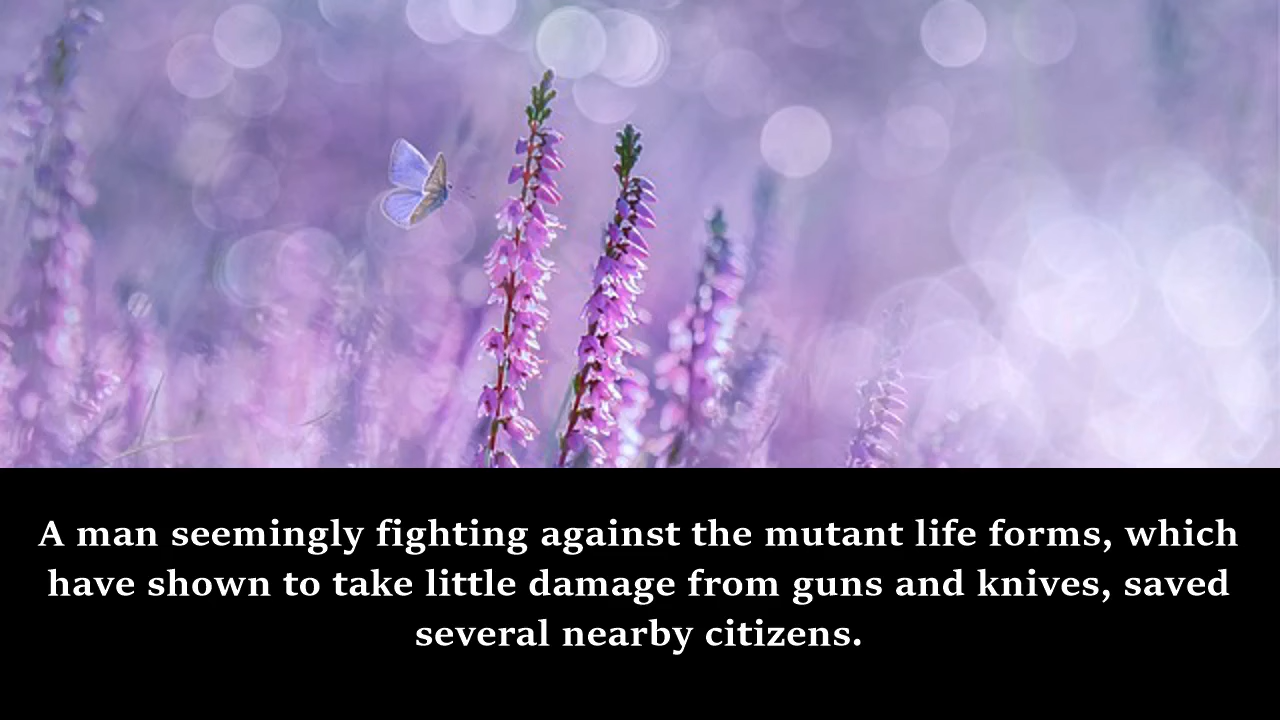 A man seemingly fighting against the mutant life forms, which
have shown to take little damage from guns and knives, saved
several nearby citizens.